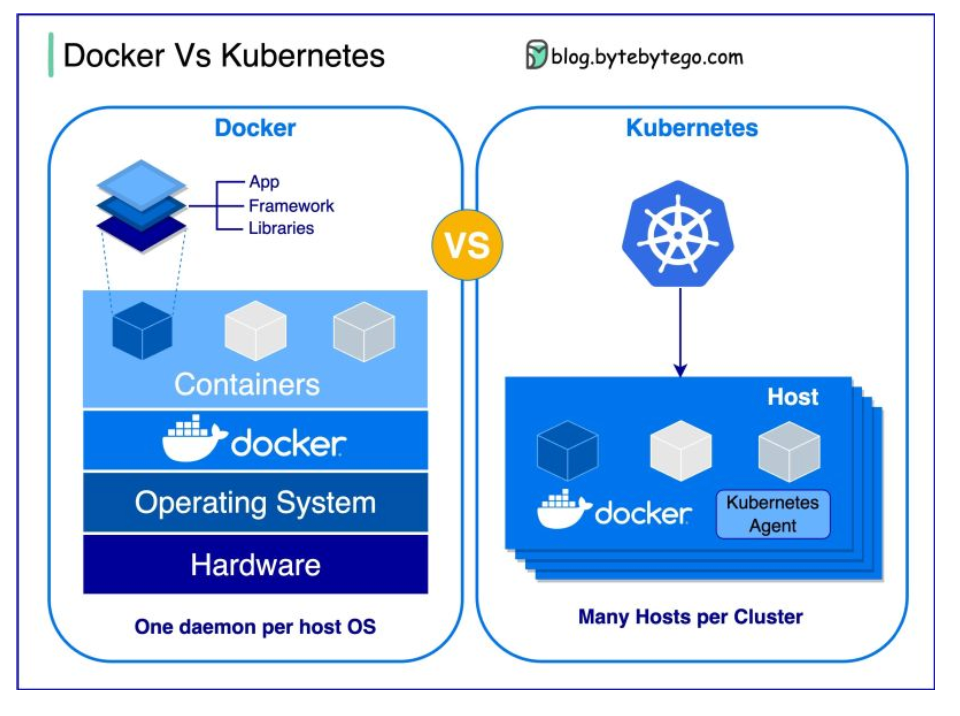 Docker Vs Kubernetes
blog.bytebytego.com
Docker
App
Framework
Libraries
Containers
docker
Operating System
Hardware
One daemon per host OS
VS
Kubernetes
Host
docker
Kubernetes
Agent
Many Hosts per Cluster